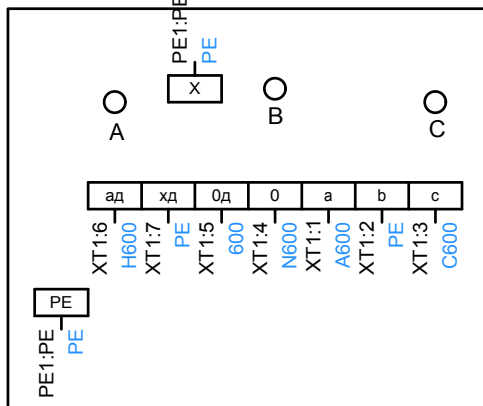 PE1:PE
PE
X
A
B
C
ад
хд
0д
0
a
b
c
XT1:6
H600
XT1:7
PE
XT1:5
600
XT1:4
N600
XT1:1
A600
XT1:2
PE
XT1:3
C600
PE
PE1:PE
PE